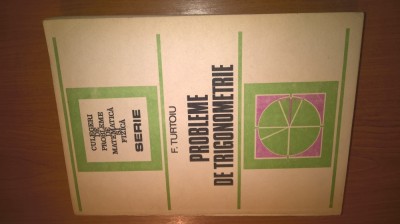 CULEGERI
DE
PROBLEME
DE
MATEMATICĂ
ȘI
FIZICĂ
SERIE
F. TURTOIU
PROBLEME
DE TRIGONOMETRIE